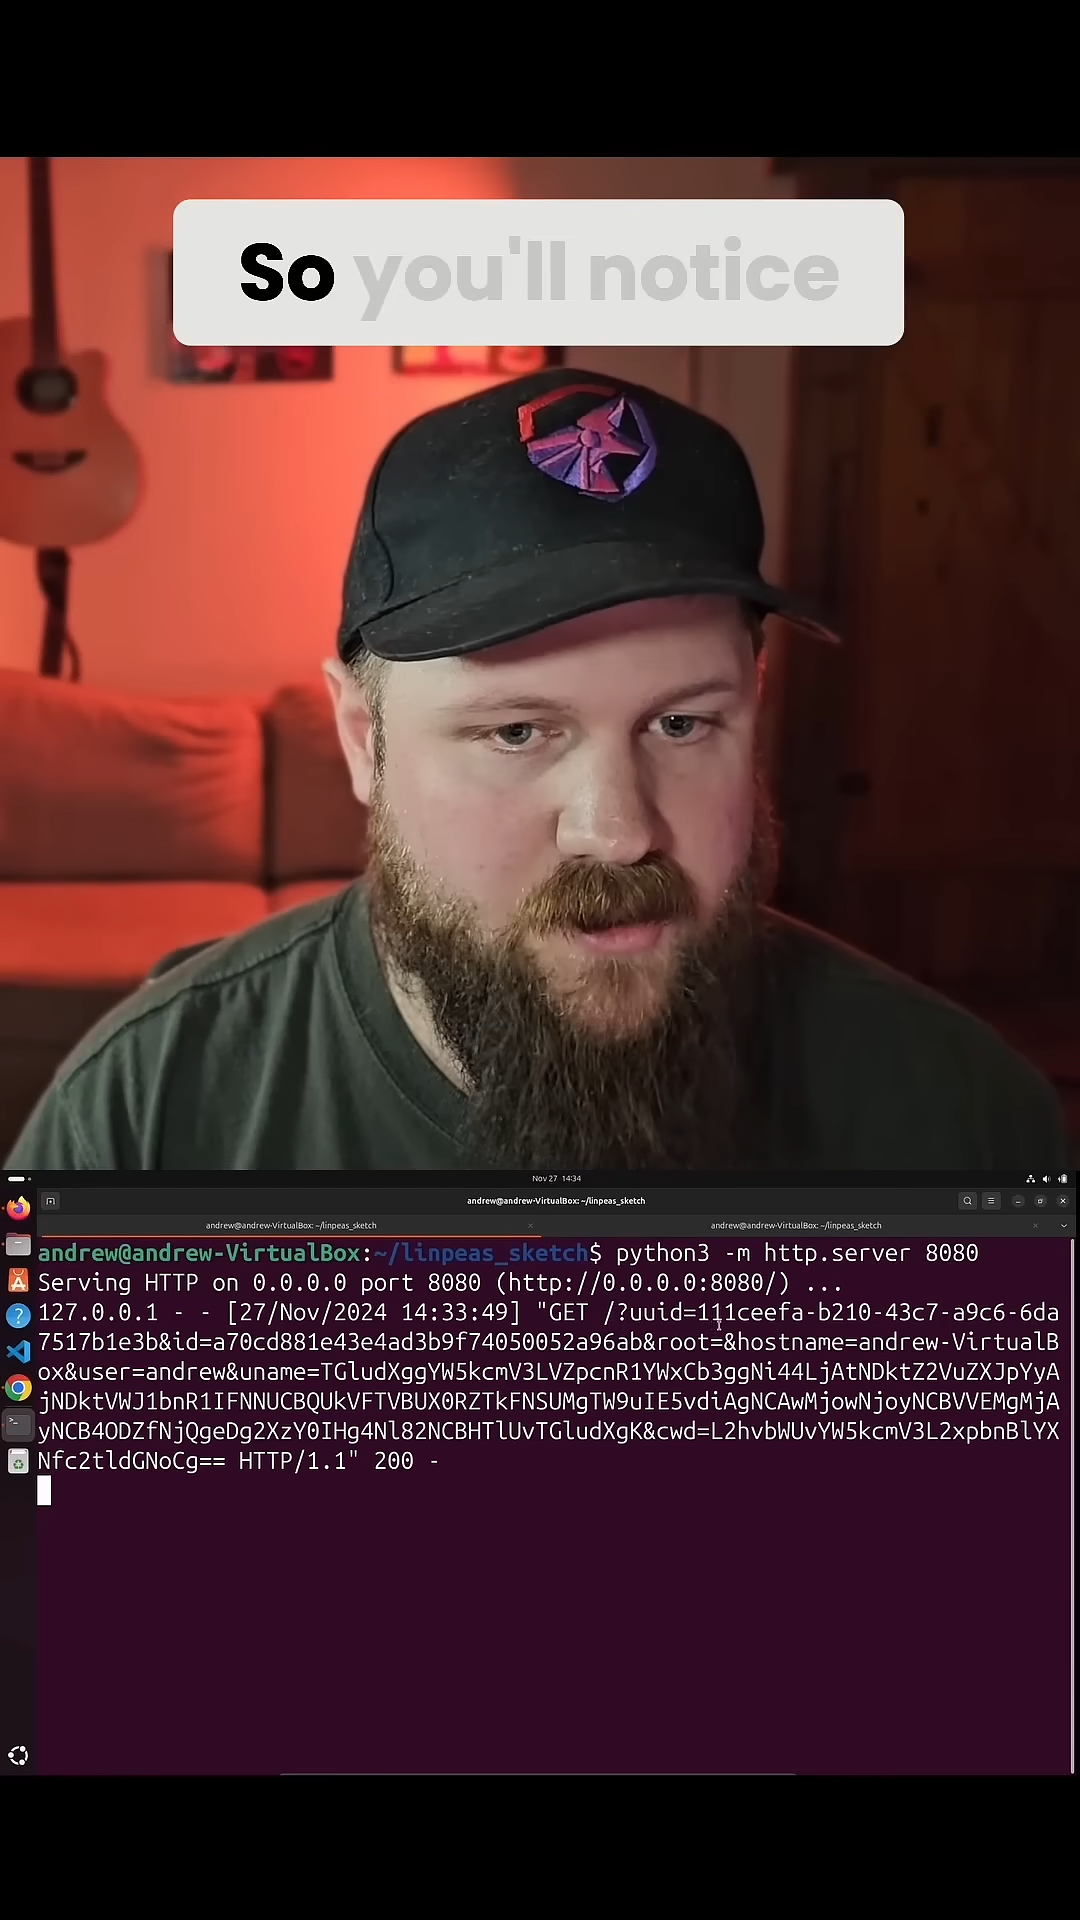 So you'll notice
Nov 27 14:34
andrew@andrew-VirtualBox: ~/linpeas_sketch
andrew@andrew-VirtualBox: ~/linpeas_sketch
andrew@andrew-VirtualBox: ~/linpeas_sketch
andrew@andrew-VirtualBox:~/linpeas_sketch$ python3 -m http.server 8080
Serving HTTP on 0.0.0.0 port 8080 (http://0.0.0.0:8080/) ...
127.0.0.1 - - [27/Nov/2024 14:33:49] "GET /?uuid=111ceefa-b210-43c7-a9c6-6da
7517b1e3b&id=a70cd881e43e4ad3b9f74050052a96ab&root=&hostname=andrew-VirtualB
ox&user=andrew&uname=TGludXggYW5kcmV3LVZpcnR1YWxCb3ggNi44LjAtNDktZ2VuZXJpYyA
jNDktVWJ1bnR1IFNNUCBQUkVFTVBUX0RZTkFNSUMgTW9uIE5vdiAgNCAwMjowNjoyNCBVVEMgMjA
yNCB4ODZfNjQgeDg2XzY0IHg4Nl82NCBHTlUvTGludXgK&cwd=L2hvbWUvYW5kcmV3L2xpbnBlYX
Nfc2tldGNoCg== HTTP/1.1" 200 -